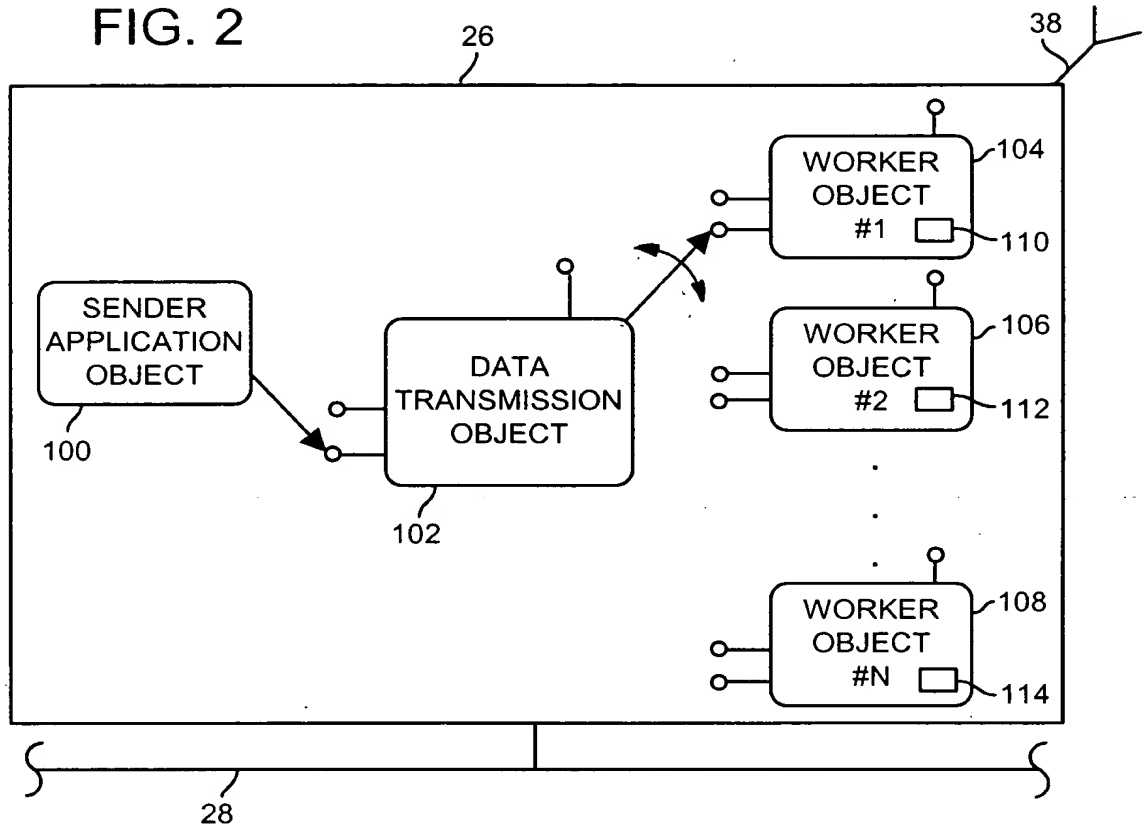 FIG. 2
26
38
WORKER
OBJECT
#1
104
110
SENDER
APPLICATION
OBJECT
100
DATA
TRANSMISSION
OBJECT
102
WORKER
OBJECT
#2
106
112
WORKER
OBJECT
#N
108
114
28